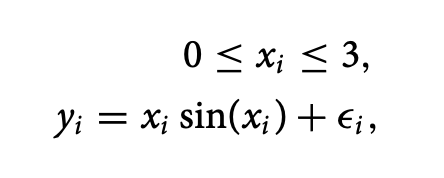 0 ≤ xᵢ ≤ 3,
yᵢ = xᵢ sin(xᵢ) + ϵᵢ,